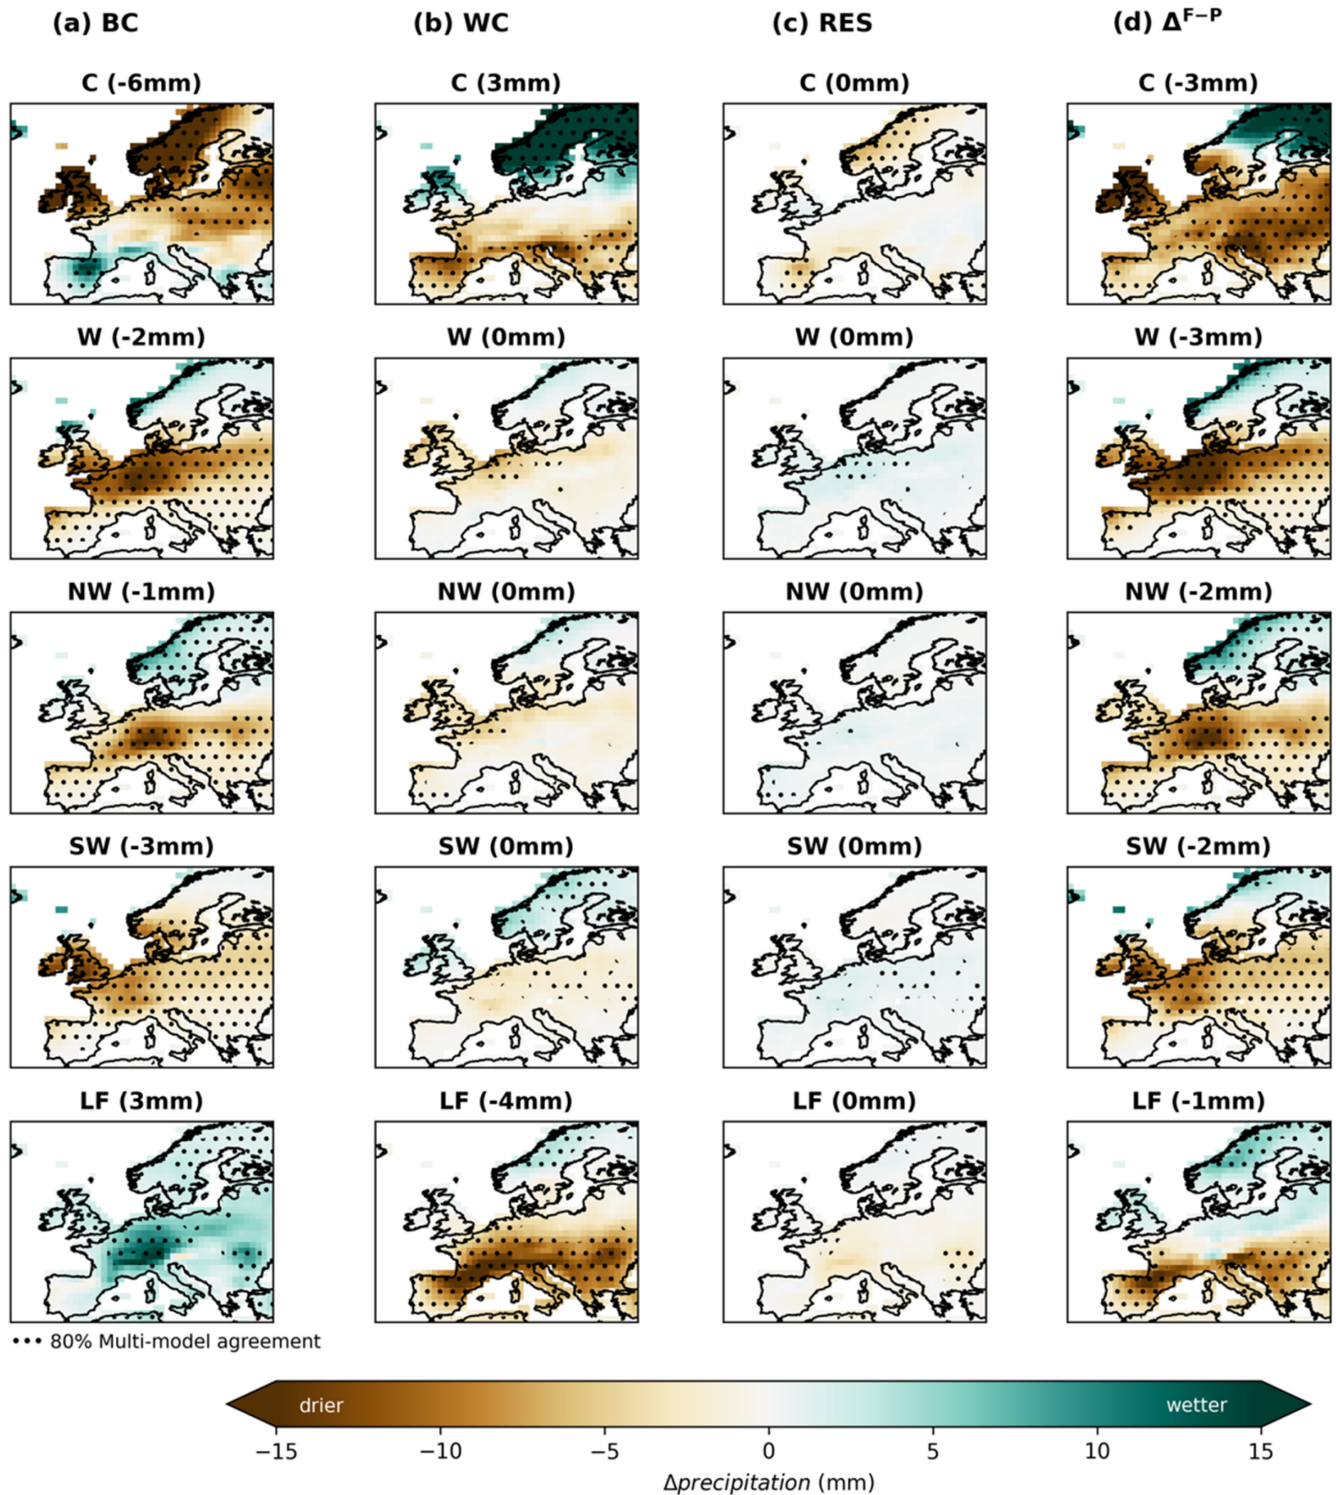 (a) BC (b) WC (c) RES (d) Δ^F−P
C (-6mm) C (3mm) C (0mm) C (-3mm)
W (-2mm) W (0mm) W (0mm) W (-3mm)
NW (-1mm) NW (0mm) NW (0mm) NW (-2mm)
SW (-3mm) SW (0mm) SW (0mm) SW (-2mm)
LF (3mm) LF (-4mm) LF (0mm) LF (-1mm)
••• 80% Multi-model agreement
drier wetter
−15 −10 −5 0 5 10 15
Δprecipitation (mm)